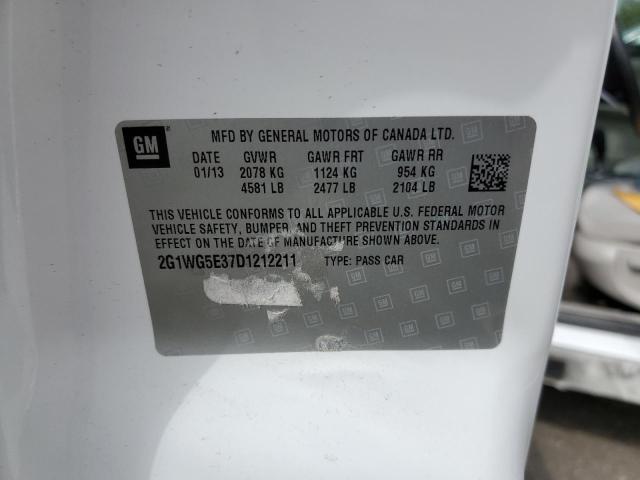 GM
MFD BY GENERAL MOTORS OF CANADA LTD.
DATE GVWR GAWR FRT GAWR RR
01/13 2078 KG 1124 KG 954 KG
4581 LB 2477 LB 2104 LB
THIS VEHICLE CONFORMS TO ALL APPLICABLE U.S. FEDERAL MOTOR
VEHICLE SAFETY, BUMPER, AND THEFT PREVENTION STANDARDS IN
EFFECT ON THE DATE OF MANUFACTURE SHOWN ABOVE.
2G1WG5E37D1212211 TYPE: PASS CAR